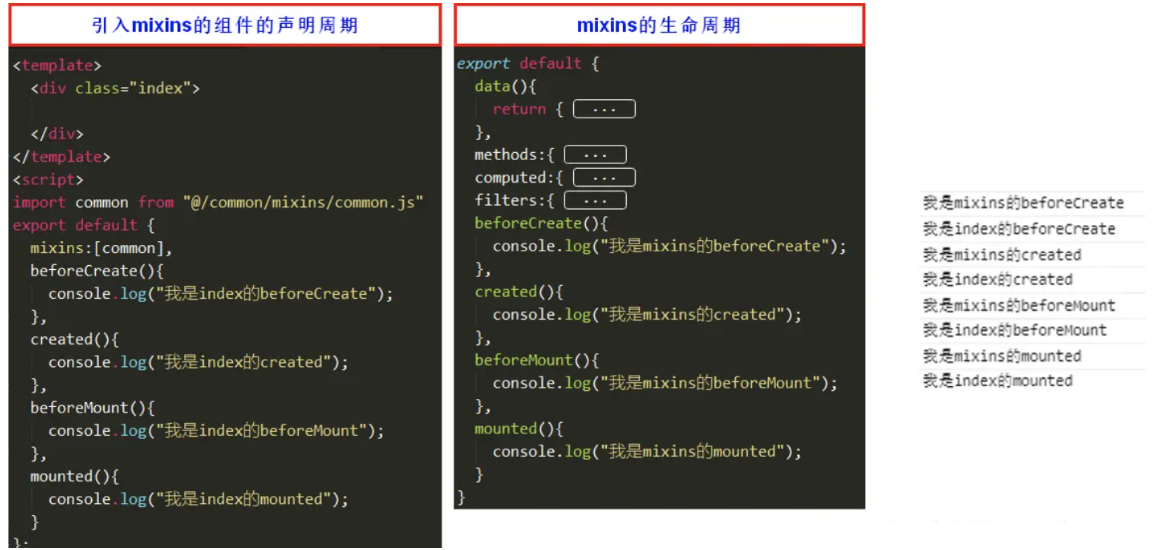 引入mixins的组件的声明周期
<template>
<div class="index">
</div>
</template>
<script>
import common from "@/common/mixins/common.js"
export default {
mixins:[common],
beforeCreate(){
console.log("我是index的beforeCreate");
},
created(){
console.log("我是index的created");
},
beforeMount(){
console.log("我是index的beforeMount");
},
mounted(){
console.log("我是index的mounted");
}
};
mixins的生命周期
export default {
data(){
return { ...
},
methods:{ ...
computed:{ ...
filters:{ ...
beforeCreate(){
console.log("我是mixins的beforeCreate");
},
created(){
console.log("我是mixins的created");
},
beforeMount(){
console.log("我是mixins的beforeMount");
},
mounted(){
console.log("我是mixins的mounted");
}
}
我是mixins的beforeCreate
我是index的beforeCreate
我是mixins的created
我是index的created
我是mixins的beforeMount
我是index的beforeMount
我是mixins的mounted
我是index的mounted